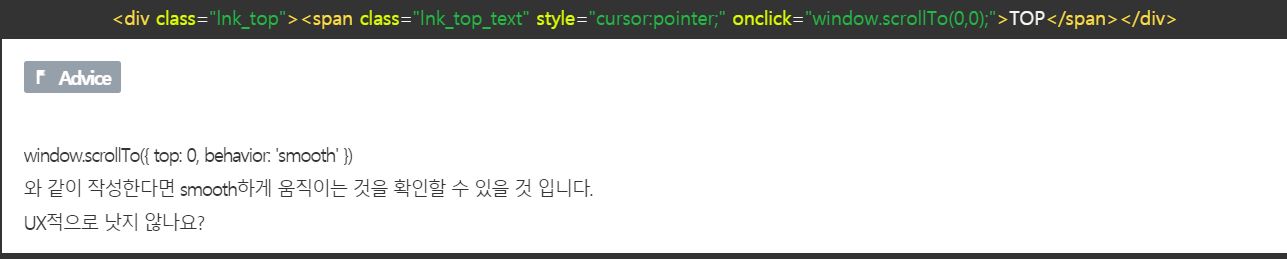 <div class="lnk_top"><span class="lnk_top_text" style="cursor:pointer;" onclick="window.scrollTo(0,0);">TOP</span></div>
Advice
window.scrollTo({ top: 0, behavior: 'smooth' })
와 같이 작성한다면 smooth하게 움직이는 것을 확인할 수 있을 것 입니다.
UX적으로 낫지 않나요?